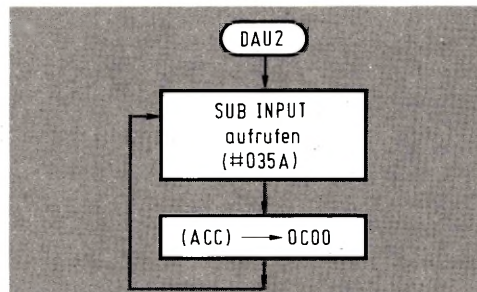 DAU2
SUB INPUT
aufrufen
(#035A)
(ACC) → 0C00